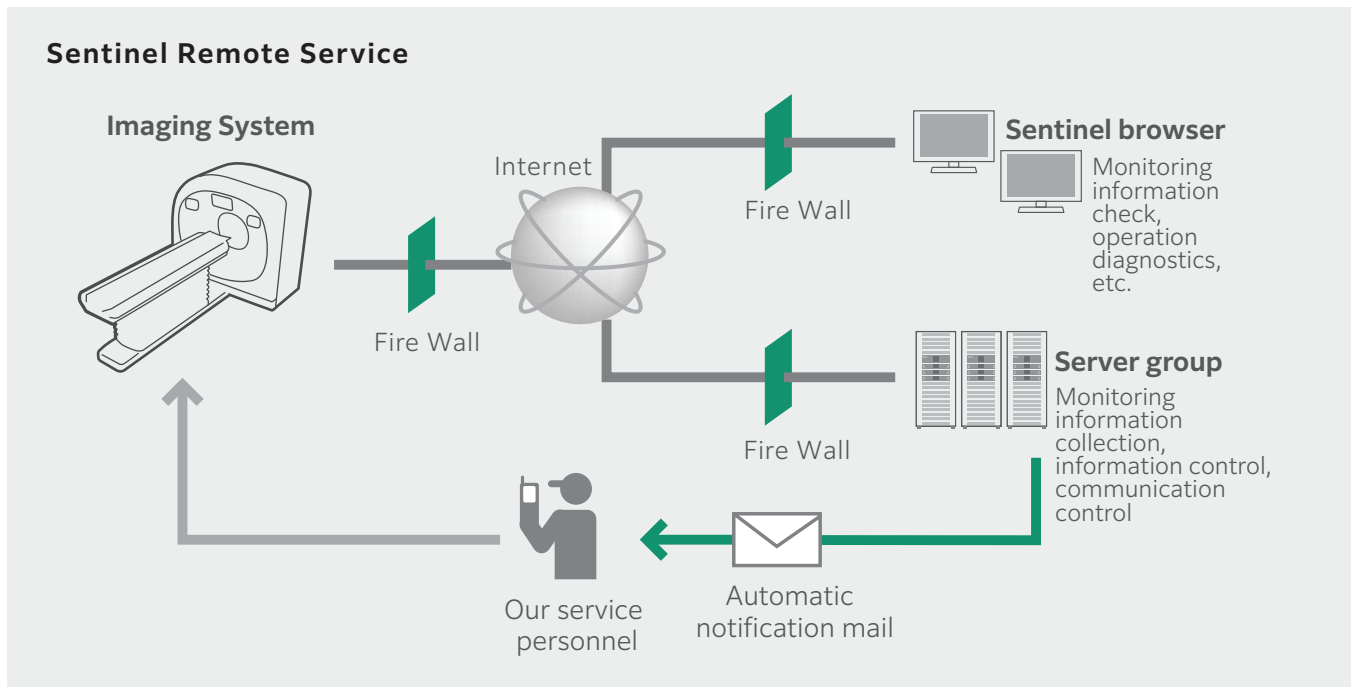 Sentinel Remote Service
Imaging System
Internet
Fire Wall
Fire Wall
Sentinel browser
Monitoring
information
check,
operation
diagnostics,
etc.
Fire Wall
Server group
Monitoring
information
collection,
information control,
communication
control
Automatic
notification mail
Our service
personnel